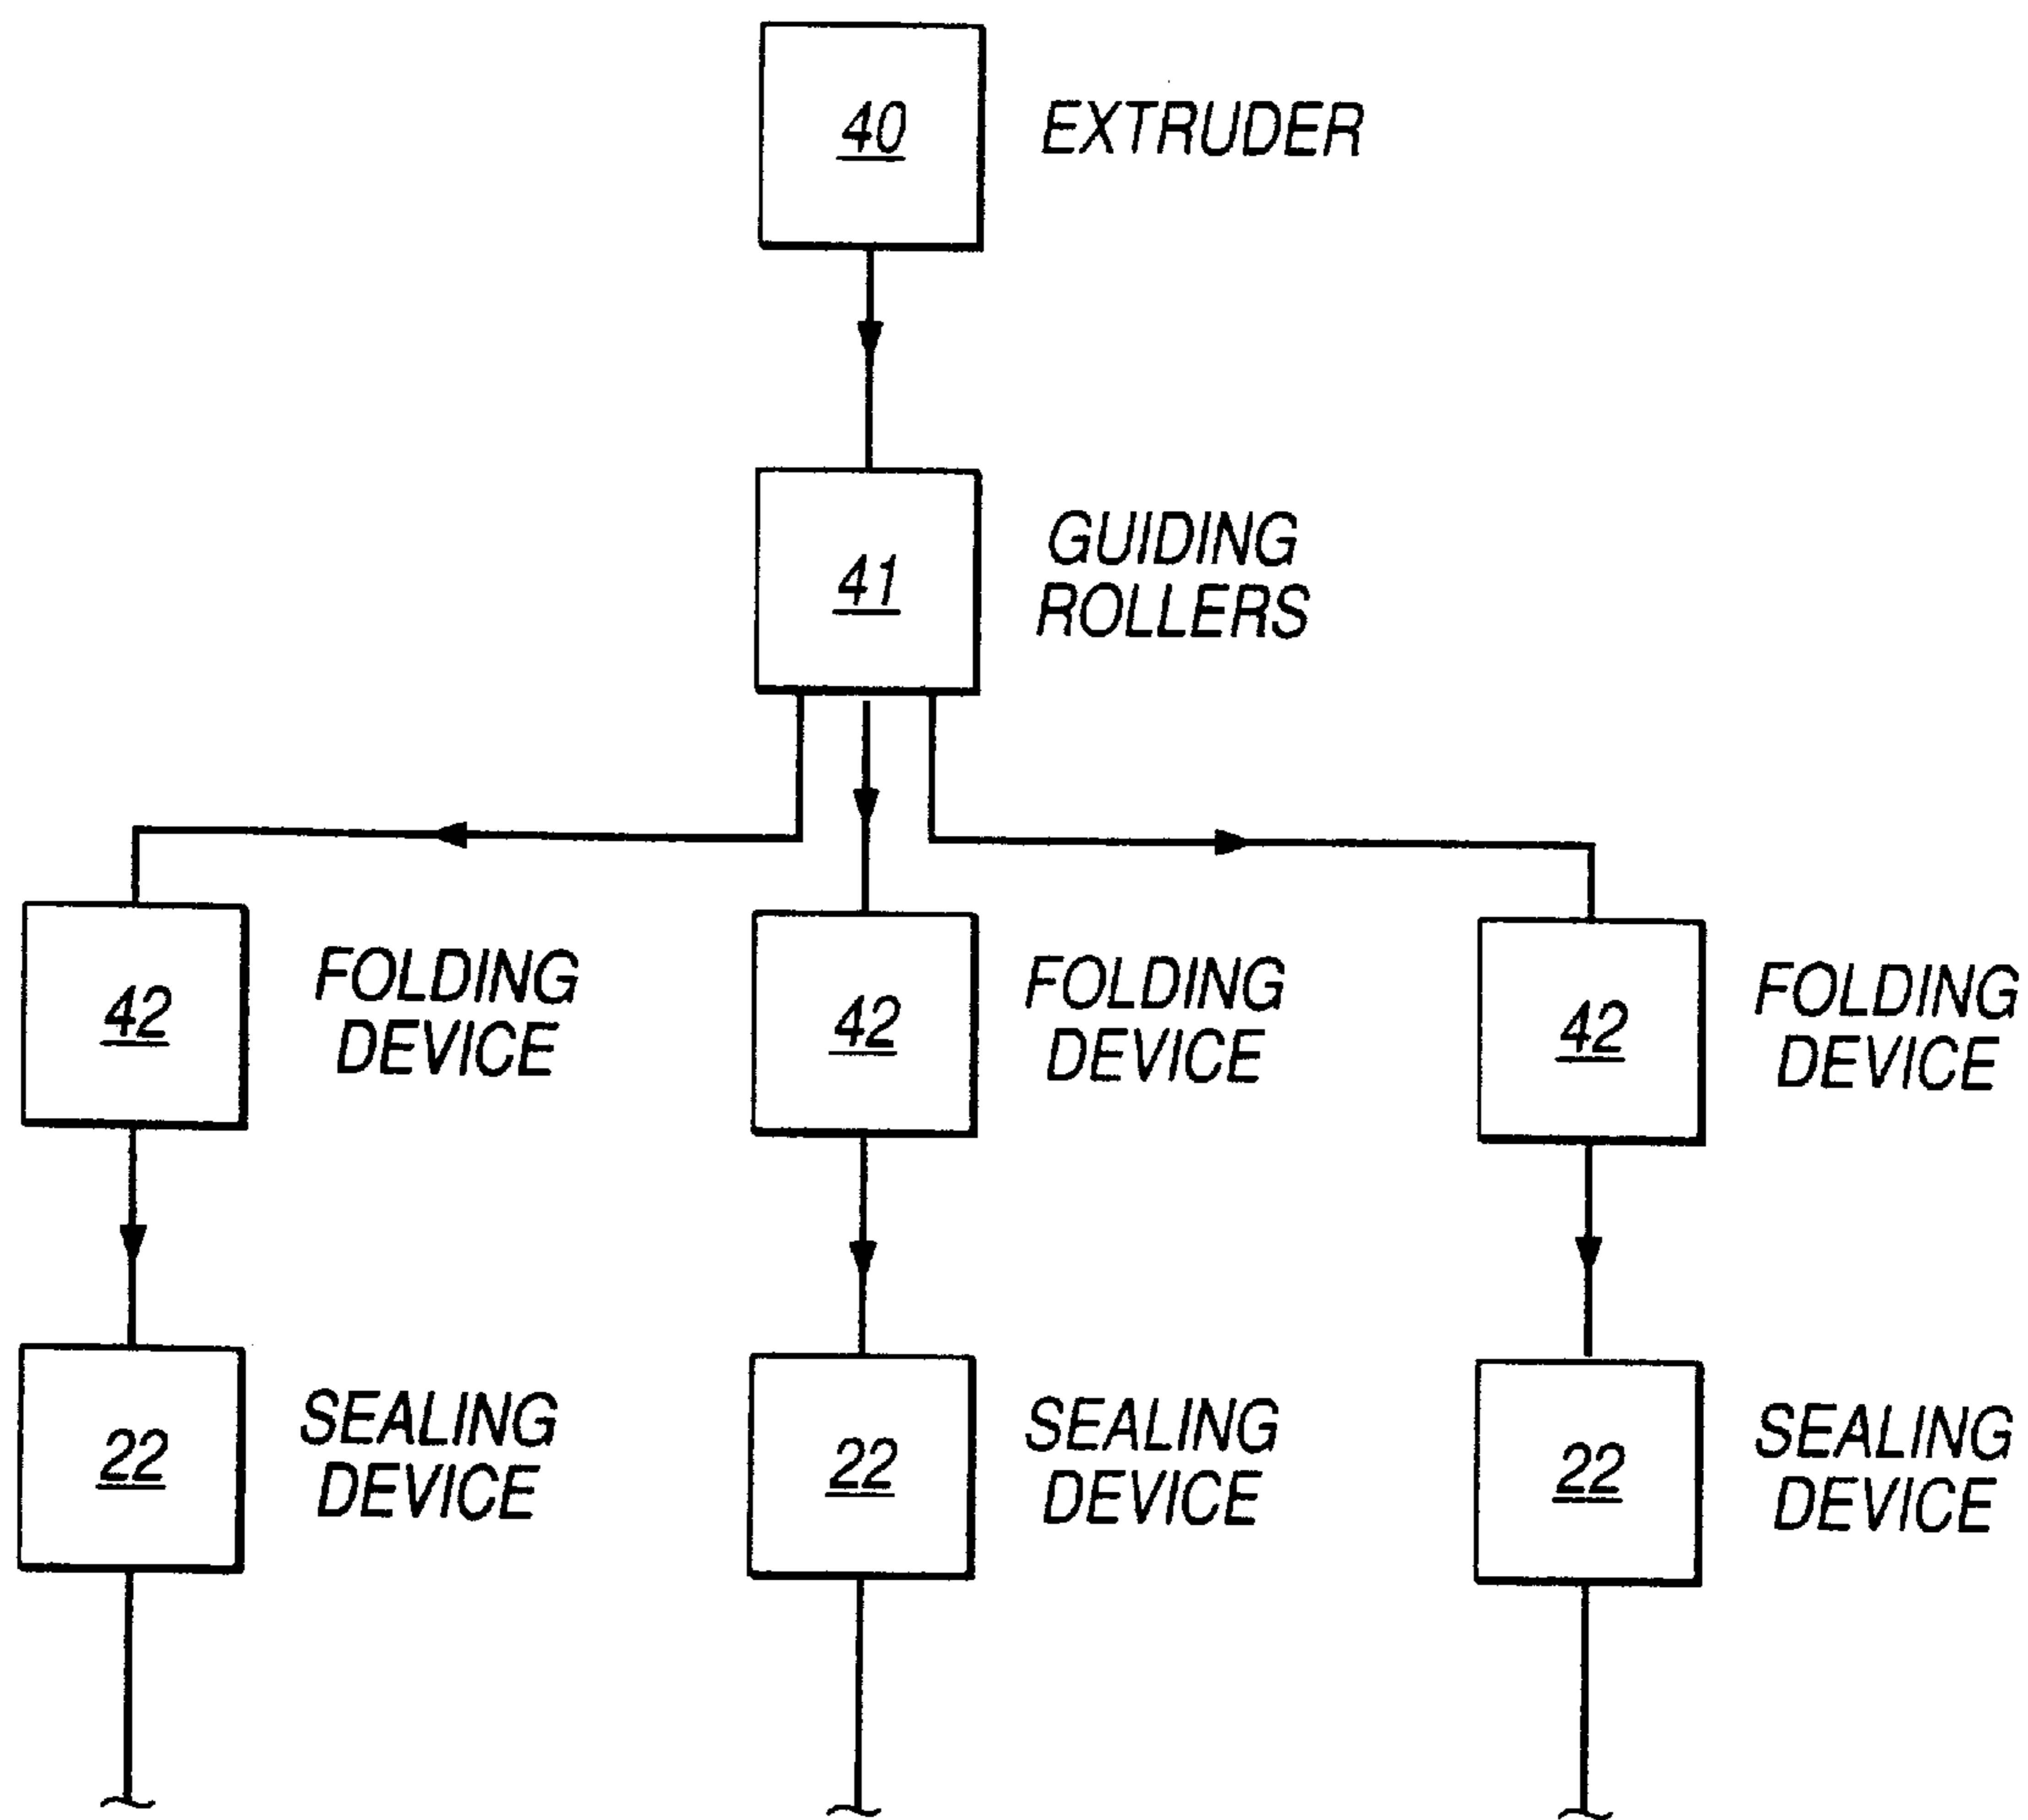 40
EXTRUDER
41
GUIDING
ROLLERS
42
FOLDING
DEVICE
42
FOLDING
DEVICE
42
FOLDING
DEVICE
22
SEALING
DEVICE
22
SEALING
DEVICE
22
SEALING
DEVICE